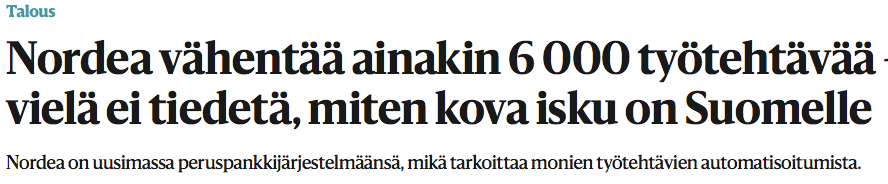 Talous
Nordea vähentää ainakin 6 000 työtehtävää -
vielä ei tiedetä, miten kova isku on Suomelle
Nordea on uusimassa peruspankkijärjestelmäänsä, mikä tarkoittaa monien työtehtävien automatisoitumista.